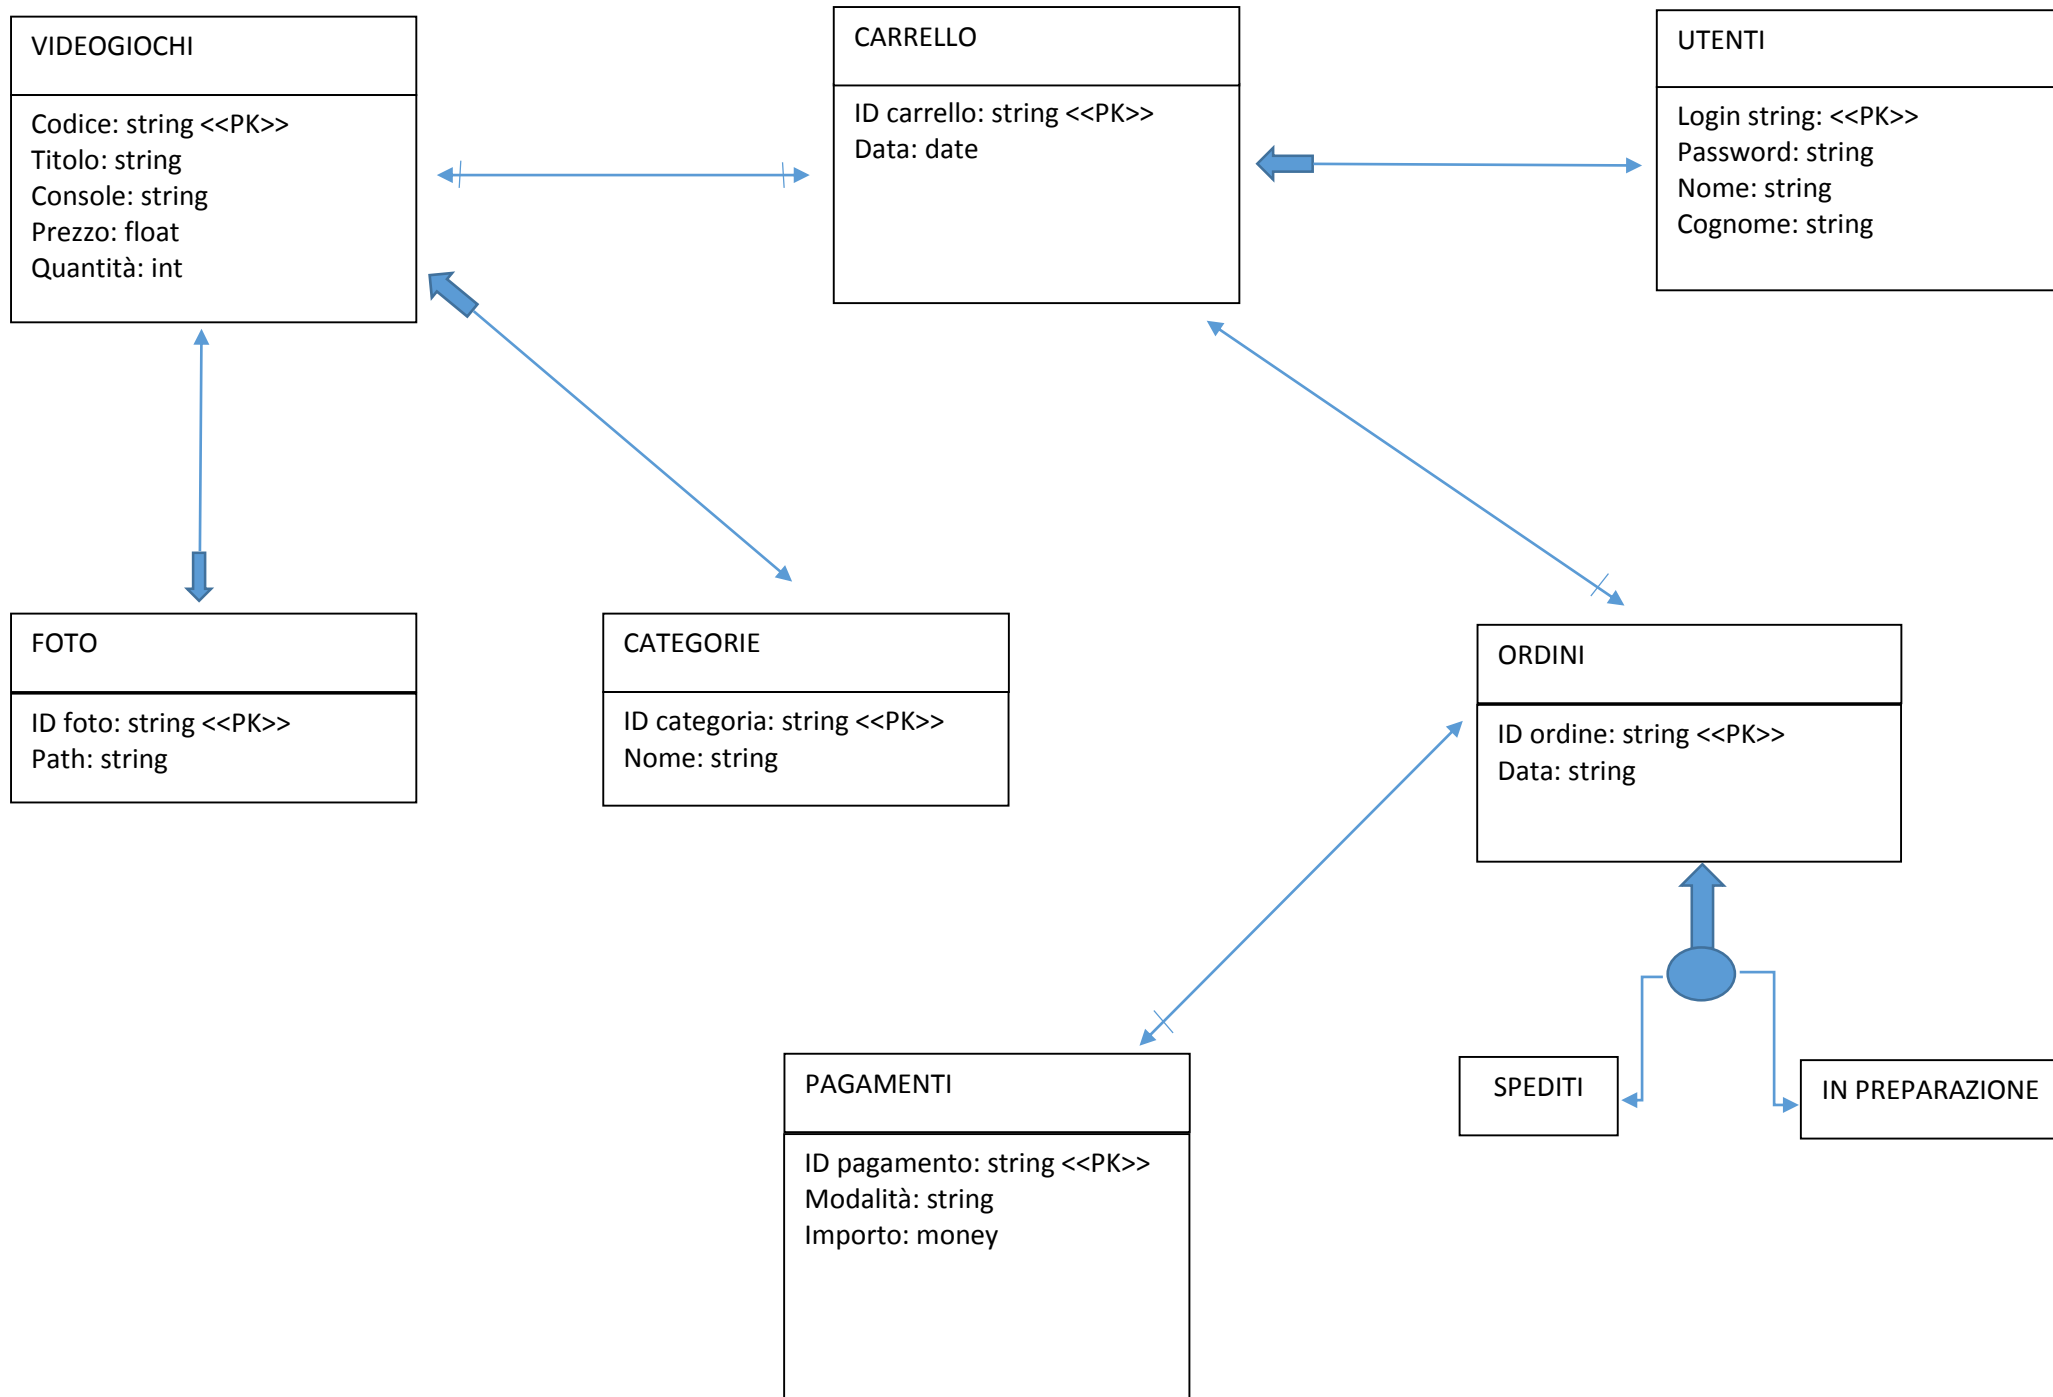 VIDEOGIOCHI
Codice: string <<PK>>
Titolo: string
Console: string
Prezzo: float
Quantità: int
CARRELLO
ID carrello: string <<PK>>
Data: date
UTENTI
Login string: <<PK>>
Password: string
Nome: string
Cognome: string
FOTO
ID foto: string <<PK>>
Path: string
CATEGORIE
ID categoria: string <<PK>>
Nome: string
ORDINI
ID ordine: string <<PK>>
Data: string
PAGAMENTI
ID pagamento: string <<PK>>
Modalità: string
Importo: money
SPEDITI
IN PREPARAZIONE